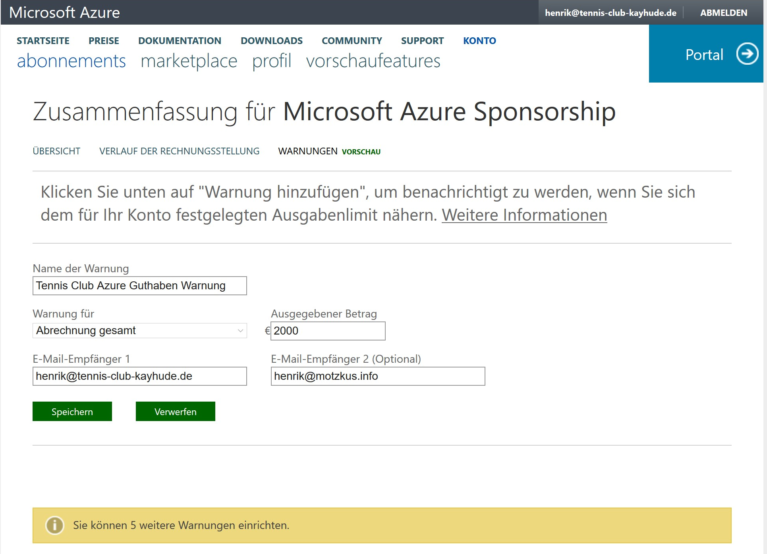 Microsoft Azure henrik@tennis-club-kayhude.de ABMELDEN
STARTSEITE PREISE DOKUMENTATION DOWNLOADS COMMUNITY SUPPORT KONTO
abonnements marketplace profil vorschaufeatures
Portal
Zusammenfassung für Microsoft Azure Sponsorship
ÜBERSICHT VERLAUF DER RECHNUNGSSTELLUNG WARNUNGEN VORSCHAU
Klicken Sie unten auf "Warnung hinzufügen", um benachrichtigt zu werden, wenn Sie sich
dem für Ihr Konto festgelegten Ausgabenlimit nähern. Weitere Informationen
Name der Warnung
Tennis Club Azure Guthaben Warnung
Warnung für Ausgegebener Betrag
Abrechnung gesamt €2000
E-Mail-Empfänger 1 E-Mail-Empfänger 2 (Optional)
henrik@tennis-club-kayhude.de henrik@motzkus.info
Speichern Verwerfen
Sie können 5 weitere Warnungen einrichten.